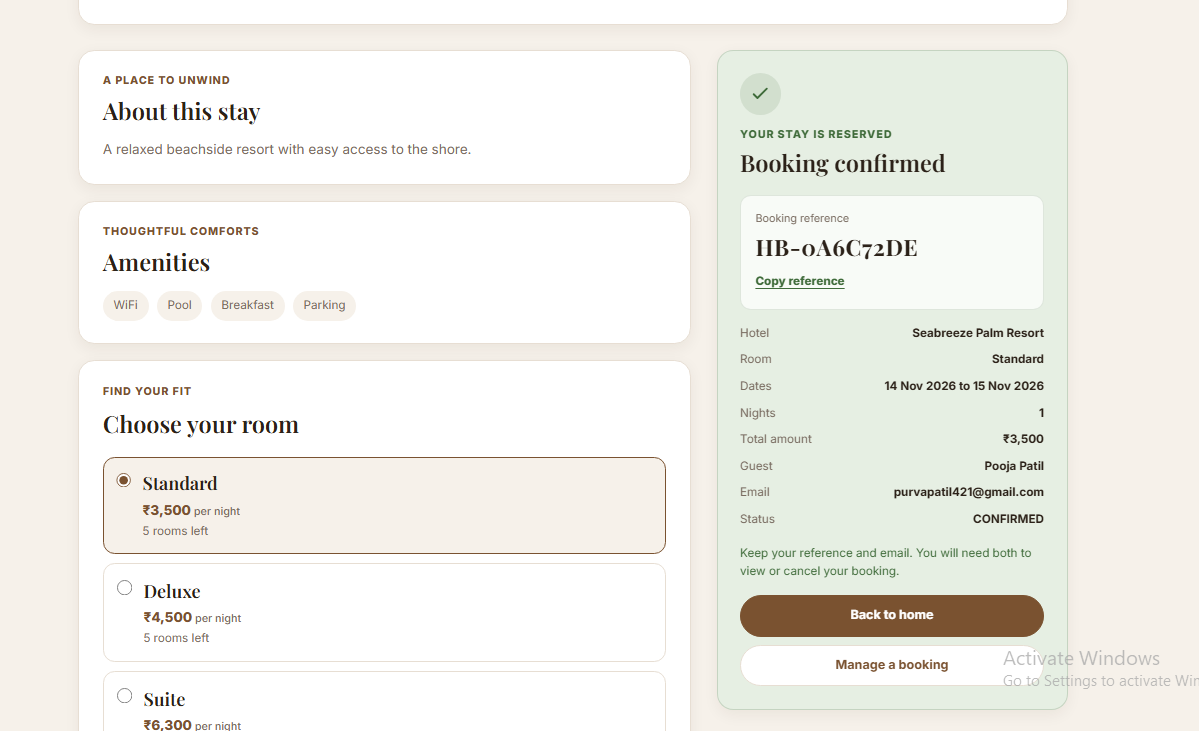 A PLACE TO UNWIND
About this stay
A relaxed beachside resort with easy access to the shore.
THOUGHTFUL COMFORTS
Amenities
WiFi
Pool
Breakfast
Parking
FIND YOUR FIT
Choose your room
Standard
₹3,500 per night
5 rooms left
Deluxe
₹4,500 per night
5 rooms left
Suite
₹6,300 per night
YOUR STAY IS RESERVED
Booking confirmed
Booking reference
HB-0A6C72DE
Copy reference
Hotel Seabreeze Palm Resort
Room Standard
Dates 14 Nov 2026 to 15 Nov 2026
Nights 1
Total amount ₹3,500
Guest Pooja Patil
Email purvapatil421@gmail.com
Status CONFIRMED
Keep your reference and email. You will need both to
view or cancel your booking.
Back to home
Manage a booking
Activate Windows
Go to Settings to activate Win